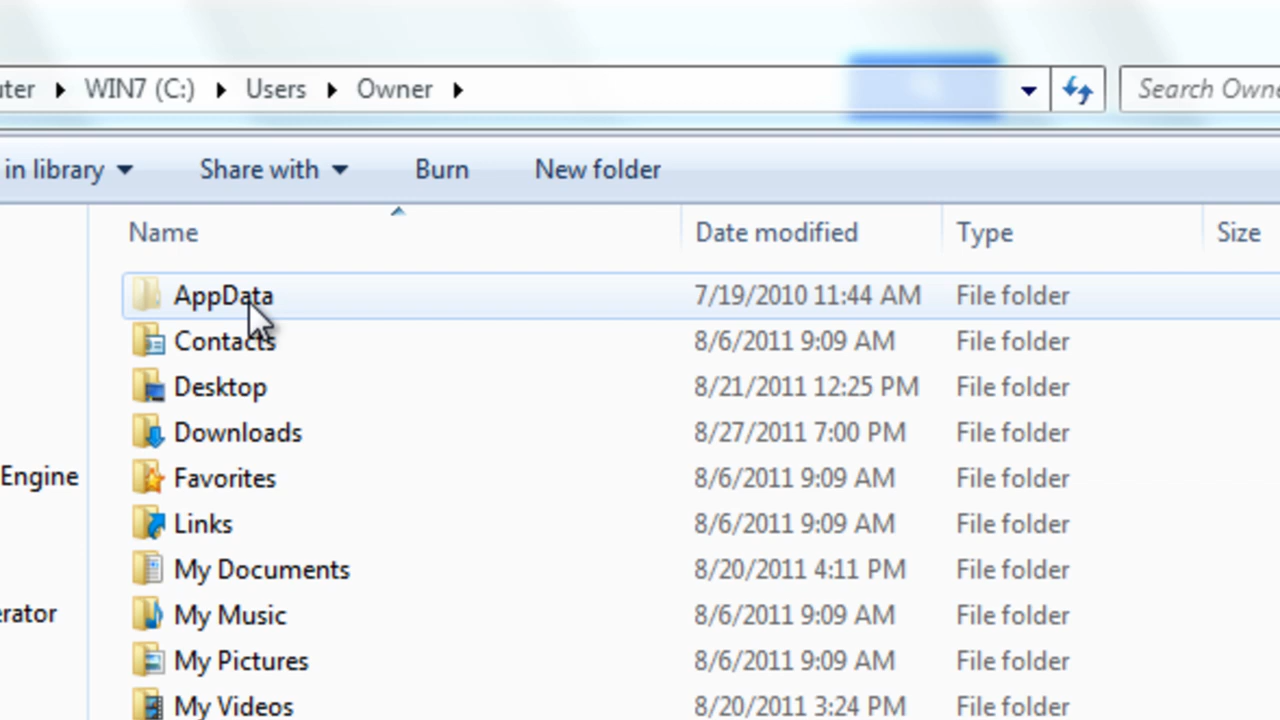 uter ▶ WIN7 (C:) ▶ Users ▶ Owner ▶ Search Owne
in library Share with Burn New folder
Name Date modified Type Size
AppData 7/19/2010 11:44 AM File folder
Contacts 8/6/2011 9:09 AM File folder
Desktop 8/21/2011 12:25 PM File folder
Downloads 8/27/2011 7:00 PM File folder
Engine Favorites 8/6/2011 9:09 AM File folder
Links 8/6/2011 9:09 AM File folder
My Documents 8/20/2011 4:11 PM File folder
erator My Music 8/6/2011 9:09 AM File folder
My Pictures 8/6/2011 9:09 AM File folder
My Videos 8/20/2011 3:24 PM File folder